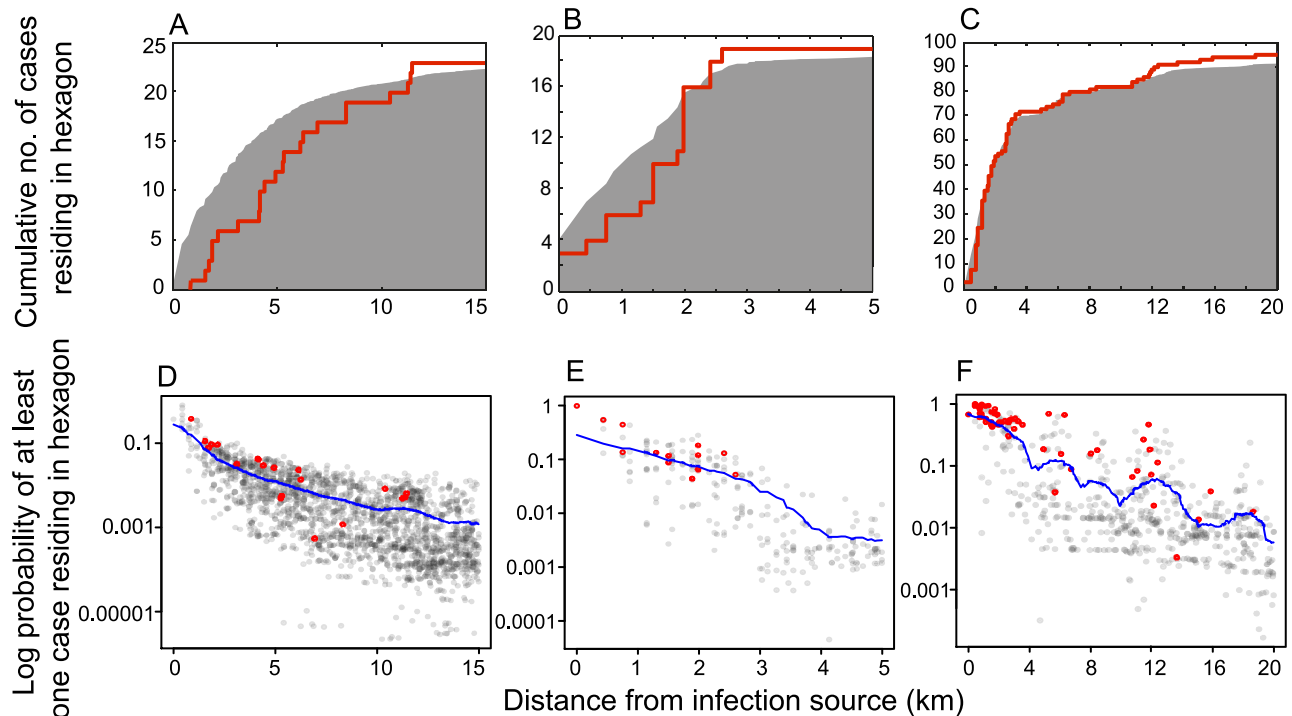 Cumulative no. of cases
residing in hexagon
A
25
20
15
10
5
0
0 5 10 15
B
20
16
12
8
4
0
0 1 2 3 4 5
C
100
90
80
70
60
50
40
30
20
10
0
0 4 8 12 16 20
Log probability of at least
one case residing in hexagon
D
0.1
0.001
0.00001
0 5 10 15
E
1
0.1
0.01
0.001
0.0001
0 1 2 3 4 5
F
1
0.1
0.01
0.001
0 4 8 12 16 20
Distance from infection source (km)